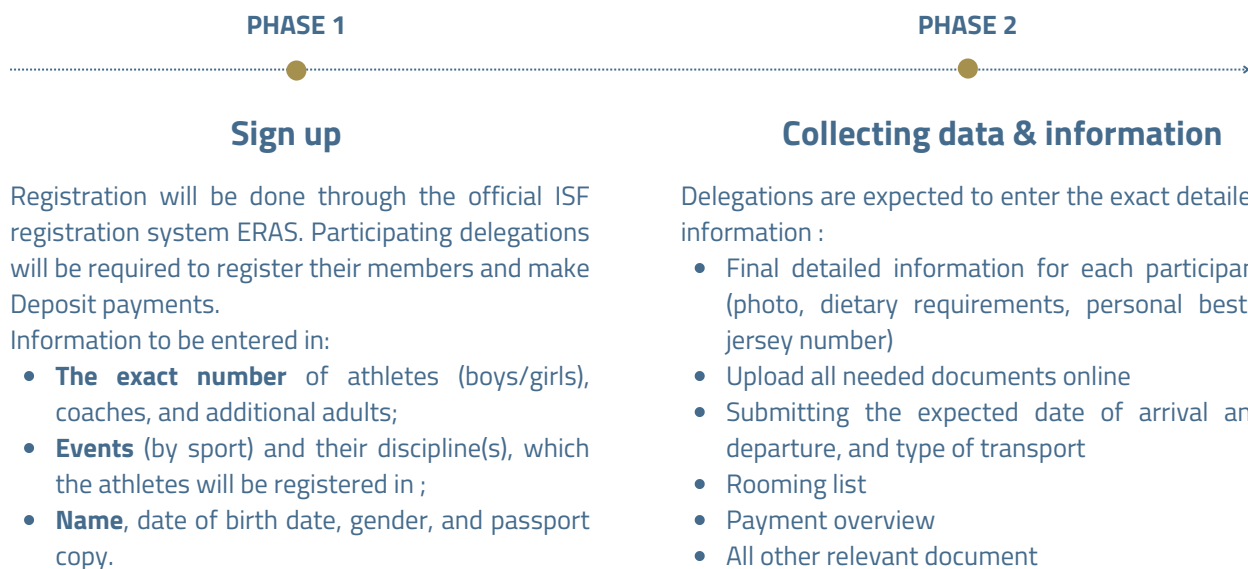 PHASE 1
Sign up
Registration will be done through the official ISF
registration system ERAS. Participating delegations
will be required to register their members and make
Deposit payments.
Information to be entered in:
• The exact number of athletes (boys/girls),
coaches, and additional adults;
• Events (by sport) and their discipline(s), which
the athletes will be registered in ;
• Name, date of birth date, gender, and passport
copy.
PHASE 2
Collecting data & information
Delegations are expected to enter the exact detaile
information :
• Final detailed information for each participan
(photo, dietary requirements, personal best
jersey number)
• Upload all needed documents online
• Submitting the expected date of arrival an
departure, and type of transport
• Rooming list
• Payment overview
• All other relevant document